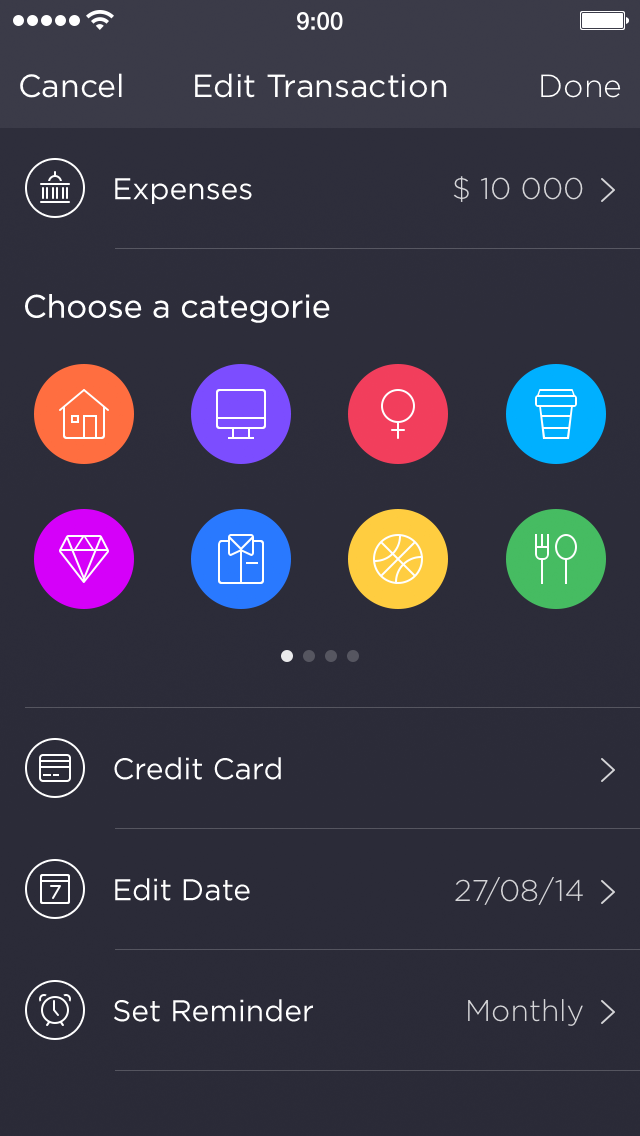 9:00
Cancel Edit Transaction Done
Expenses $ 10 000
Choose a categorie
Credit Card
7
Edit Date 27/08/14
Set Reminder Monthly